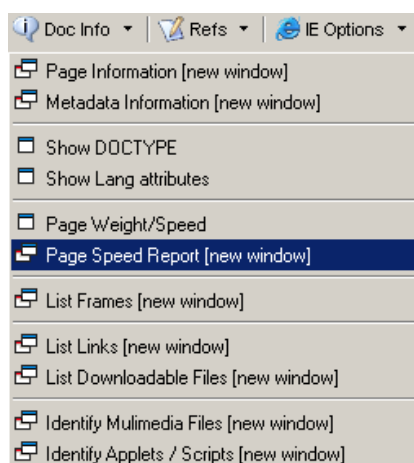 Doc Info Refs IE Options
Page Information [new window]
Metadata Information [new window]
Show DOCTYPE
Show Lang attributes
Page Weight/Speed
Page Speed Report [new window]
List Frames [new window]
List Links [new window]
List Downloadable Files [new window]
Identify Mulimedia Files [new window]
Identify Applets / Scripts [new window]